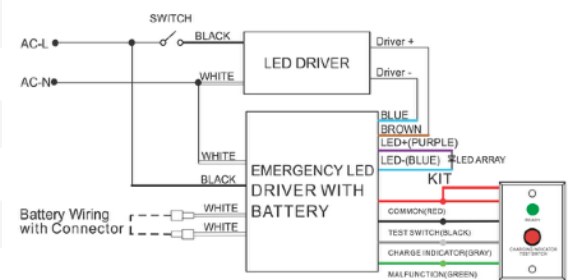 SWITCH
AC-L
BLACK
LED DRIVER
Driver +
AC-N
WHITE
Driver -
BLUE
BROWN
LED+(PURPLE)
LED-(BLUE)
LED ARRAY
KIT
WHITE
BLACK
EMERGENCY LED
DRIVER WITH
BATTERY
Battery Wiring
with Connector
WHITE
WHITE
COMMON(RED)
TEST SWITCH(BLACK)
CHARGE INDICATOR(GRAY)
MALFUNCTION(GREEN)
CHARGING INDICATOR
TEST SWITCH